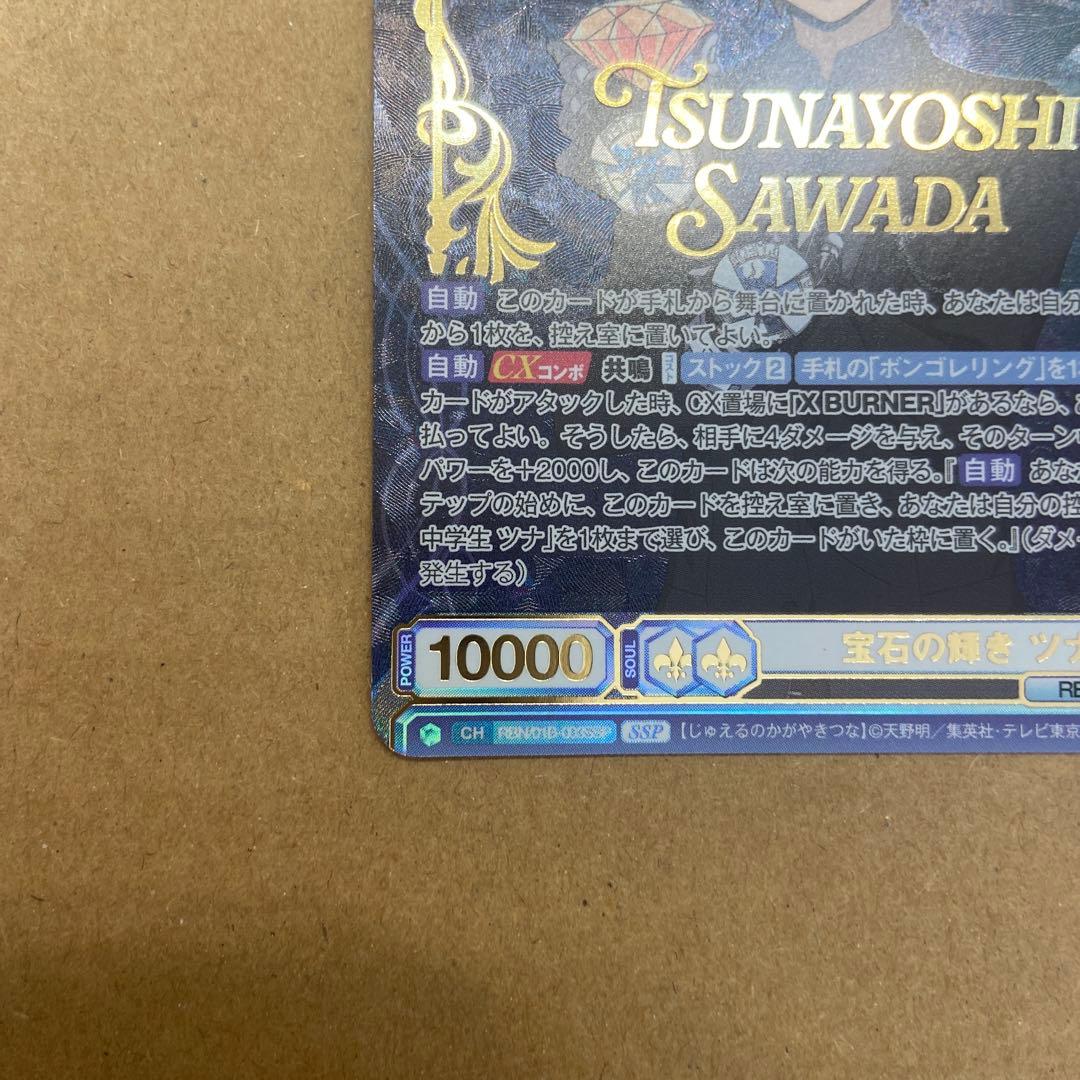 TSUNAYOSHI
SAWADA
自動 このカードが手札から舞台に置かれた時、あなたは自分
から1枚を、控え室に置いてよい。
自動 CXコンボ 共鳴 コスト ストック2 手札の「ボンゴレリング」を1
カードがアタックした時、CX置場に「X BURNER」があるなら、
払ってよい。そうしたら、相手に4ダメージを与え、そのターン
パワーを+2000し、このカードは次の能力を得る。『 自動 あな
テップの始めに、このカードを控え室に置き、あなたは自分の控
中学生 ツナ」を1枚まで選び、このカードがいた枠に置く。』(ダメ
発生する)
POWER 10000 SOUL 宝石の輝き ツナ
RE
CH SSP 【じゅえるのかがやきつな】©天野明/集英社・テレビ東京